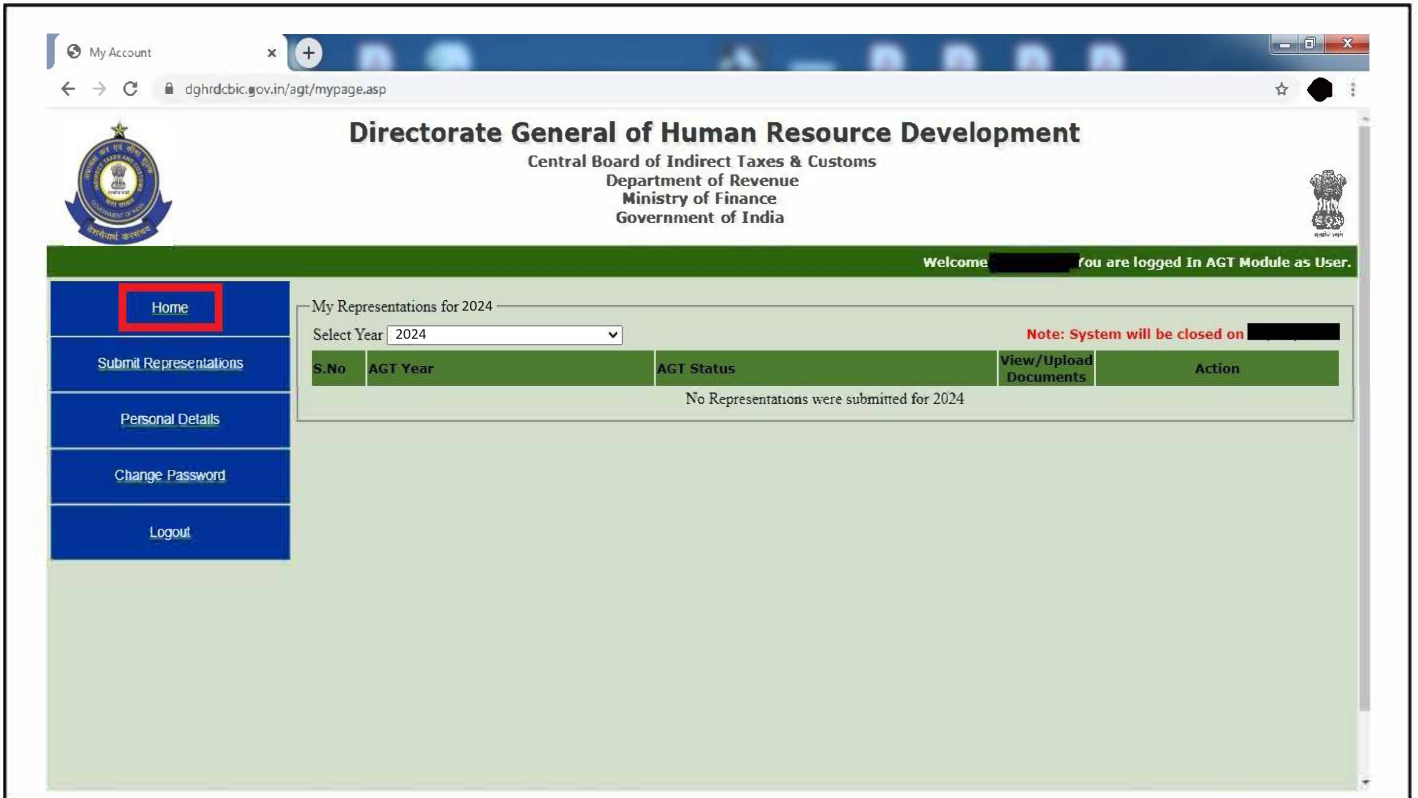 My Account
dghrdcbic.gov.in/agt/mypage.asp
Directorate General of Human Resource Development
Central Board of Indirect Taxes & Customs
Department of Revenue
Ministry of Finance
Government of India
Welcome You are logged In AGT Module as User.
Home
Submit Representations
Personal Details
Change Password
Logout
My Representations for 2024
Select Year 2024
Note: System will be closed on
S.No AGT Year AGT Status View/Upload Documents Action
No Representations were submitted for 2024